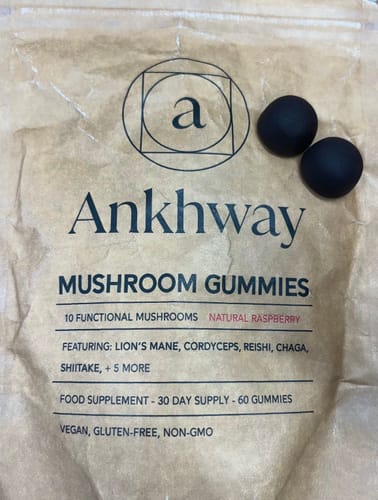 a
Ankhway
MUSHROOM GUMMIES
10 FUNCTIONAL MUSHROOMS NATURAL RASPBERRY
FEATURING: LION'S MANE, CORDYCEPS, REISHI, CHAGA,
SHIITAKE, + 5 MORE
FOOD SUPPLEMENT - 30 DAY SUPPLY - 60 GUMMIES
VEGAN, GLUTEN-FREE, NON-GMO